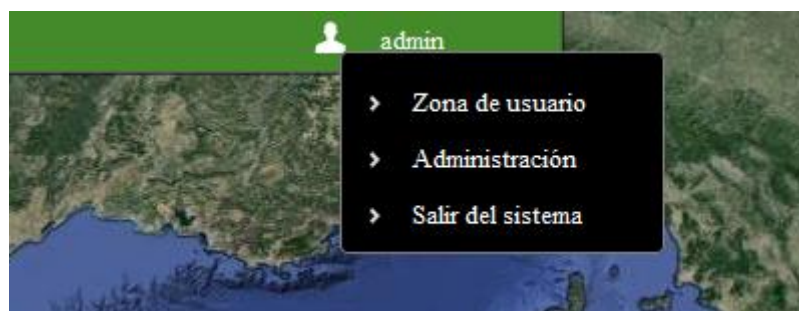 admin
Zona de usuario
Administración
Salir del sistema